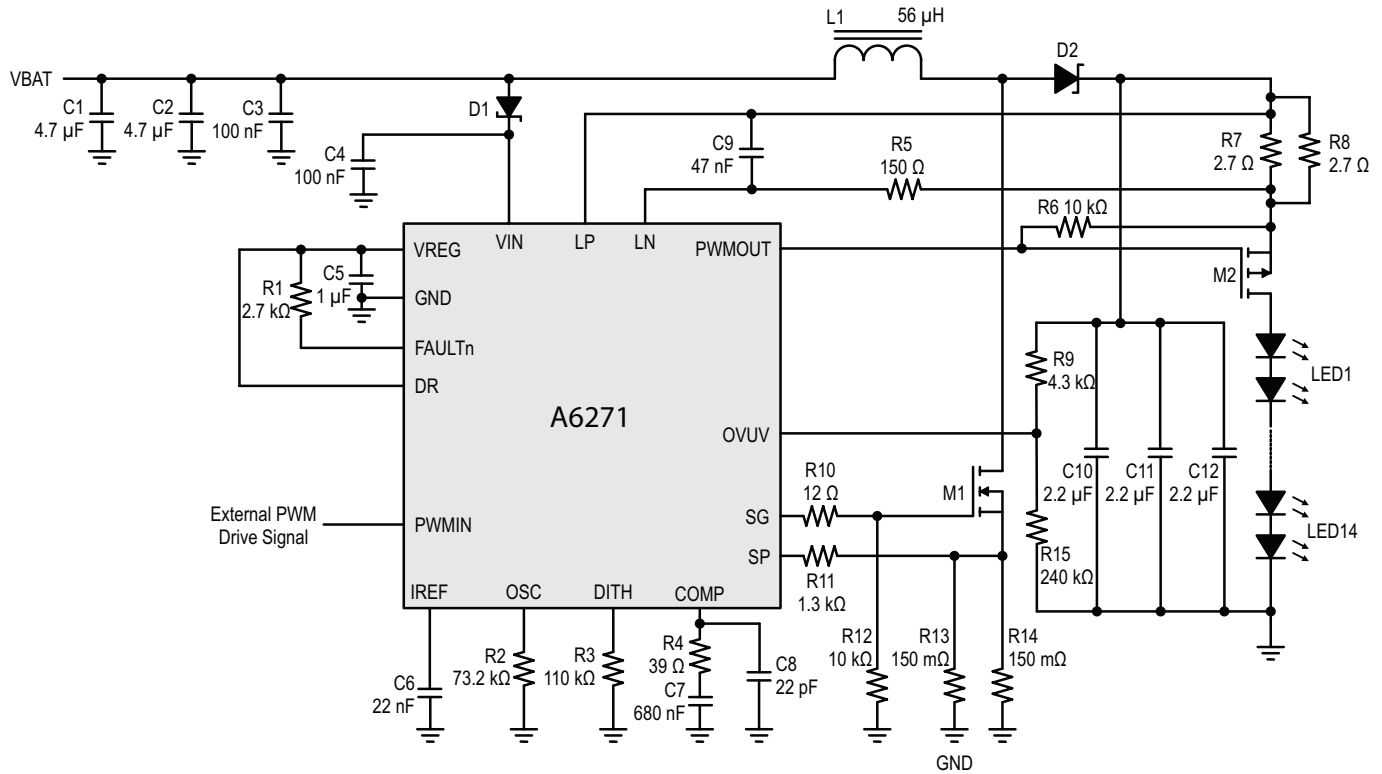 L1
56 µH
D2
VBAT
C1
4.7 µF
C2
4.7 µF
C3
100 nF
D1
C4
100 nF
C9
47 nF
R5
150 Ω
R7
2.7 Ω
R8
2.7 Ω
R6 10 kΩ
VIN
LP
LN
VREG
PWMOUT
M2
C5
1 µF
R1
2.7 kΩ
GND
FAULTn
DR
R9
4.3 kΩ
LED1
A6271
OVUV
C10
2.2 µF
C11
2.2 µF
C12
2.2 µF
R10
12 Ω
M1
LED14
External PWM
Drive Signal
PWMIN
SG
SP
R11
1.3 kΩ
R15
240 kΩ
IREF
OSC
DITH
COMP
C6
22 nF
R2
73.2 kΩ
R3
110 kΩ
R4
39 Ω
C7
680 nF
C8
22 pF
R12
10 kΩ
R13
150 mΩ
R14
150 mΩ
GND